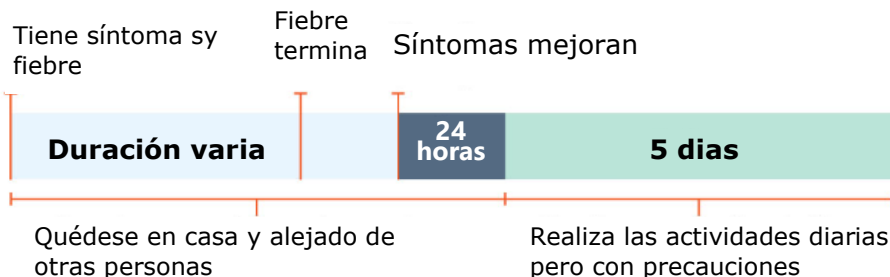 Tiene síntoma sy
fiebre
Fiebre
termina
Síntomas mejoran
Duración varia
24
horas
5 dias
Quédese en casa y alejado de
otras personas
Realiza las actividades diarias
pero con precauciones